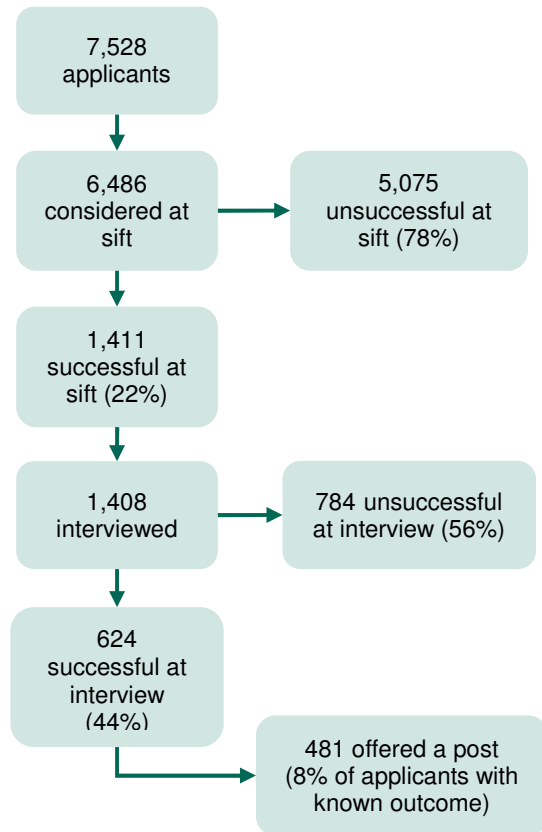 7,528
applicants
6,486
considered at
sift
5,075
unsuccessful at
sift (78%)
1,411
successful at
sift (22%)
1,408
interviewed
784 unsuccessful
at interview (56%)
624
successful at
interview
(44%)
481 offered a post
(8% of applicants with
known outcome)